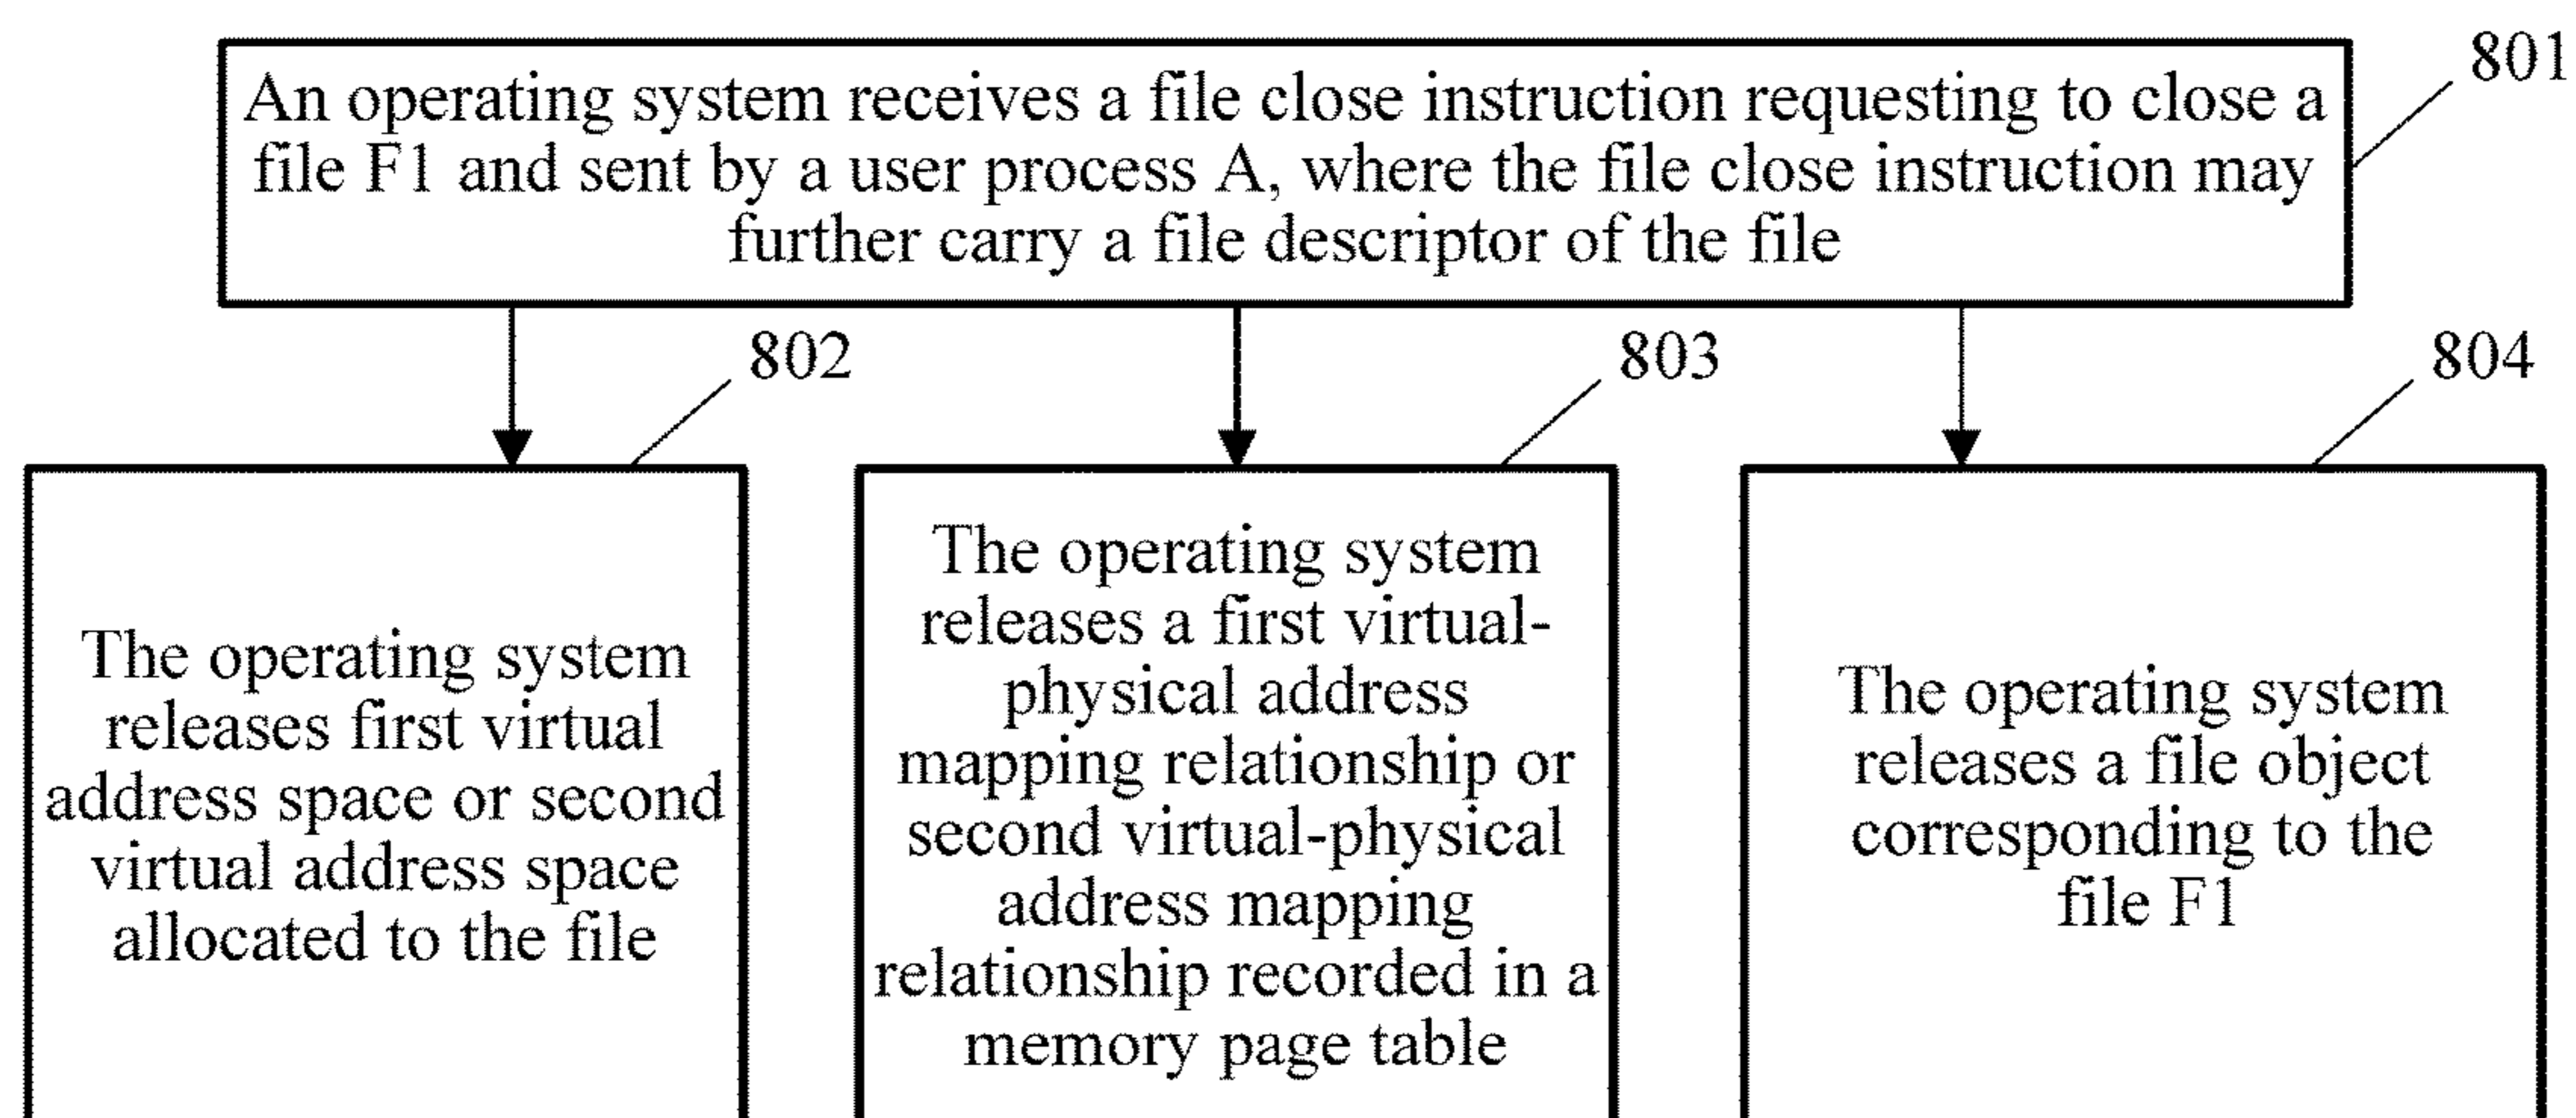 An operating system receives a file close instruction requesting to close a
file F1 and sent by a user process A, where the file close instruction may
further carry a file descriptor of the file
801
802
The operating system
releases first virtual
address space or second
virtual address space
allocated to the file
803
The operating system
releases a first virtual-
physical address
mapping relationship or
second virtual-physical
address mapping
relationship recorded in a
memory page table
804
The operating system
releases a file object
corresponding to the
file F1